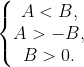 A < B,
A > −B,
B > 0.